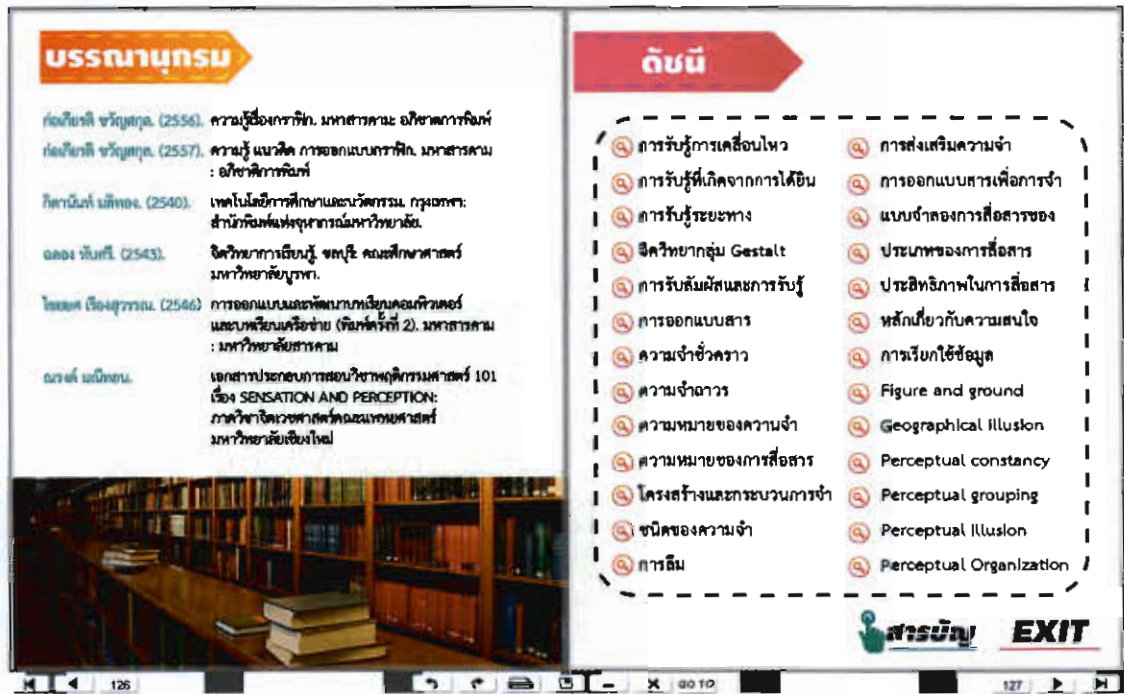 บรรณานุกรม
ก่อเกียรติ ขวัญสกุล. (2556). ความรู้เรื่องกราฟิก. มหาสารคาม: อภิชาตการพิมพ์
ก่อเกียรติ ขวัญสกุล. (2557). ความรู้ แนวคิด การออกแบบกราฟิก. มหาสารคาม
: อภิชาติการพิมพ์
กิดานันท์ มลิทอง. (2540). เทคโนโลยีการศึกษาและนวัตกรรม. กรุงเทพฯ:
สำนักพิมพ์แห่งจุฬาภรณ์มหาวิทยาลัย.
ฉลอง ทับศรี. (2543). จิตวิทยาการเรียนรู้. ชลบุรี: คณะศึกษาศาสตร์
มหาวิทยาลัยบูรพา.
ไชยยศ เรืองสุวรรณ. (2546) การออกแบบและพัฒนาบทเรียนคอมพิวเตอร์
และบทเรียนเครือข่าย (พิมพ์ครั้งที่ 2). มหาสารคาม
: มหาวิทยาลัยสารคาม
ณรงค์ เอกสารประกอบการสอนวิชาพฤติกรรมศาสตร์ 101
เรื่อง SENSATION AND PERCEPTION:
ภาควิชาจิตเวชศาสตร์คณะแพทยศาสตร์
มหาวิทยาลัยเชียงใหม่
126
ดัชนี
การรับรู้การเคลื่อนไหว
การรับรู้ที่เกิดจากการได้ยิน
การรับรู้ระยะทาง
จิตวิทยากลุ่ม Gestalt
การรับสัมผัสและการรับรู้
การออกแบบสาร
ความจำชั่วคราว
ความจำถาวร
ความหมายของความจำ
ความหมายของการสื่อสาร
โครงสร้างและกระบวนการจำ
ชนิดของความจำ
การลืม
การส่งเสริมความจำ
การออกแบบสารเพื่อการจำ
แบบจำลองการสื่อสารของ
ประเภทของการสื่อสาร
ประสิทธิภาพในการสื่อสาร
หลักเกี่ยวกับความสนใจ
การเรียกใช้ข้อมูล
Figure and ground
Geographical illusion
Perceptual constancy
Perceptual grouping
Perceptual illusion
Perceptual Organization
สารบัญ EXIT
GO TO
127